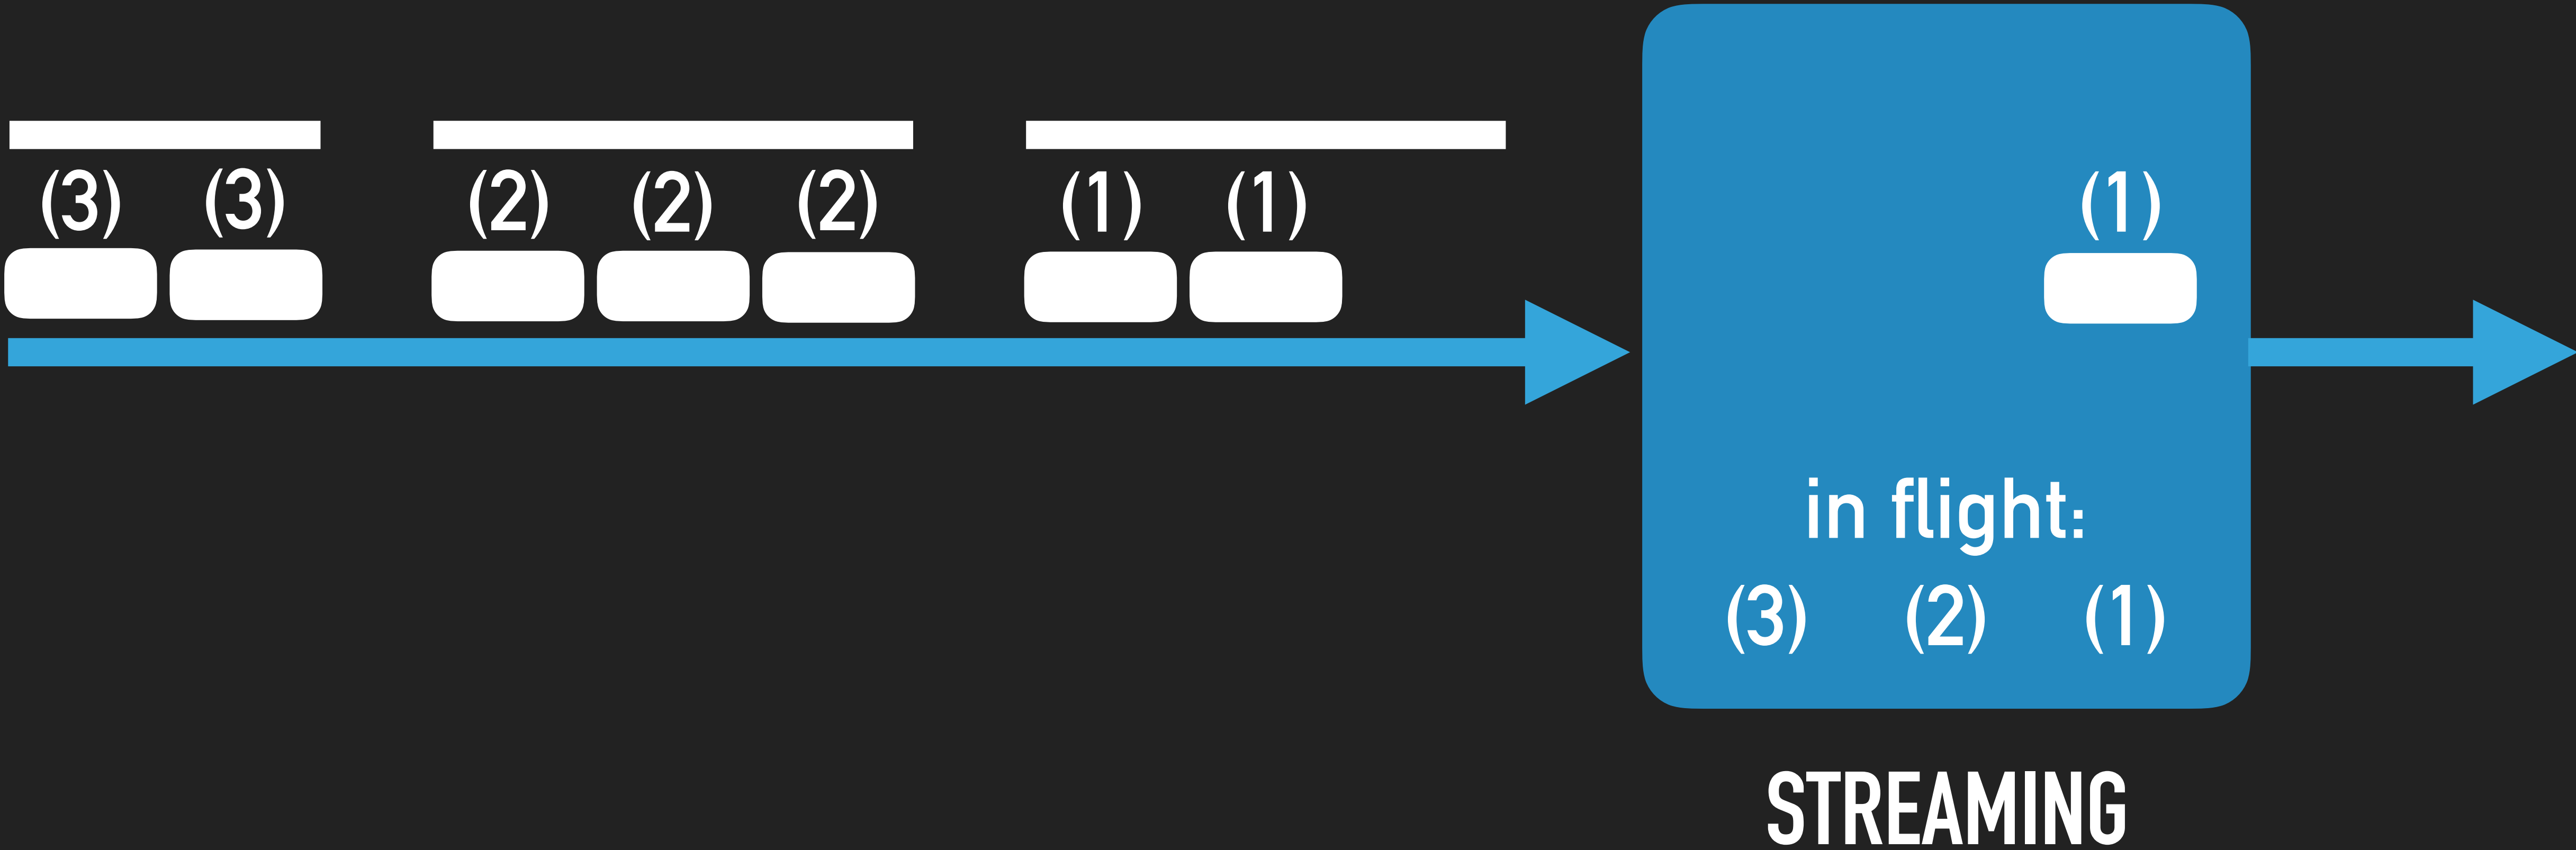 (3) (3) (2) (2) (2) (1) (1) (1)
in flight:
(3) (2) (1)
STREAMING